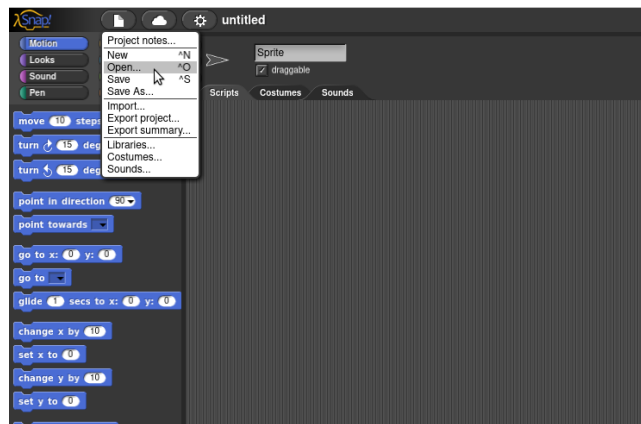 λSnap! untitled
Project notes...
New ^N
Open... ^O
Save ^S
Save As...
Import...
Export project...
Export summary...
Libraries...
Costumes...
Sounds...
Motion
Looks
Sound
Pen
Sprite
draggable
Scripts Costumes Sounds
move 10 steps
turn 15 deg
turn 15 deg
point in direction 90
point towards
go to x: 0 y: 0
go to
glide 1 secs to x: 0 y: 0
change x by 10
set x to 0
change y by 10
set y to 0